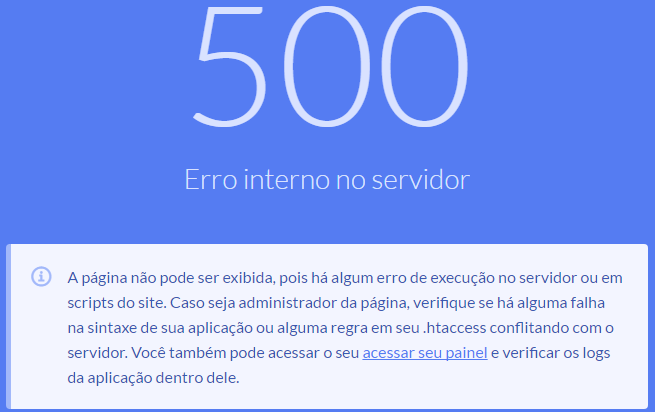 500
Erro interno no servidor
A página não pode ser exibida, pois há algum erro de execução no servidor ou em
scripts do site. Caso seja administrador da página, verifique se há alguma falha
na sintaxe de sua aplicação ou alguma regra em seu .htaccess conflitando com o
servidor. Você também pode acessar o seu acessar seu painel e verificar os logs
da aplicação dentro dele.